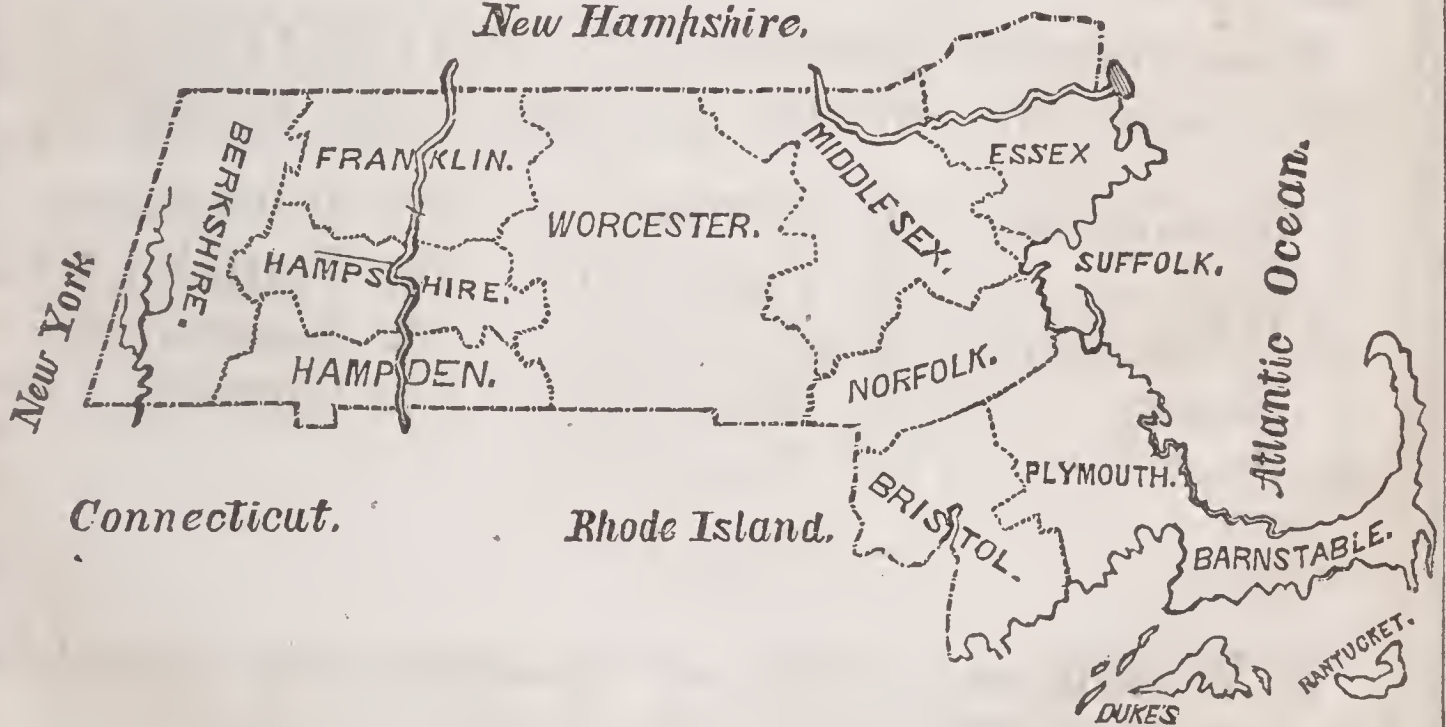 New Hampshire.
BERKSHIRE.
FRANKLIN.
MIDDLESEX.
ESSEX
WORCESTER.
HAMPSHIRE.
SUFFOLK.
Atlantic Ocean.
New York
HAMPDEN.
NORFOLK.
PLYMOUTH.
BRISTOL.
Connecticut.
Rhode Island.
BARNSTABLE.
NANTUCKET.
DUKE'S